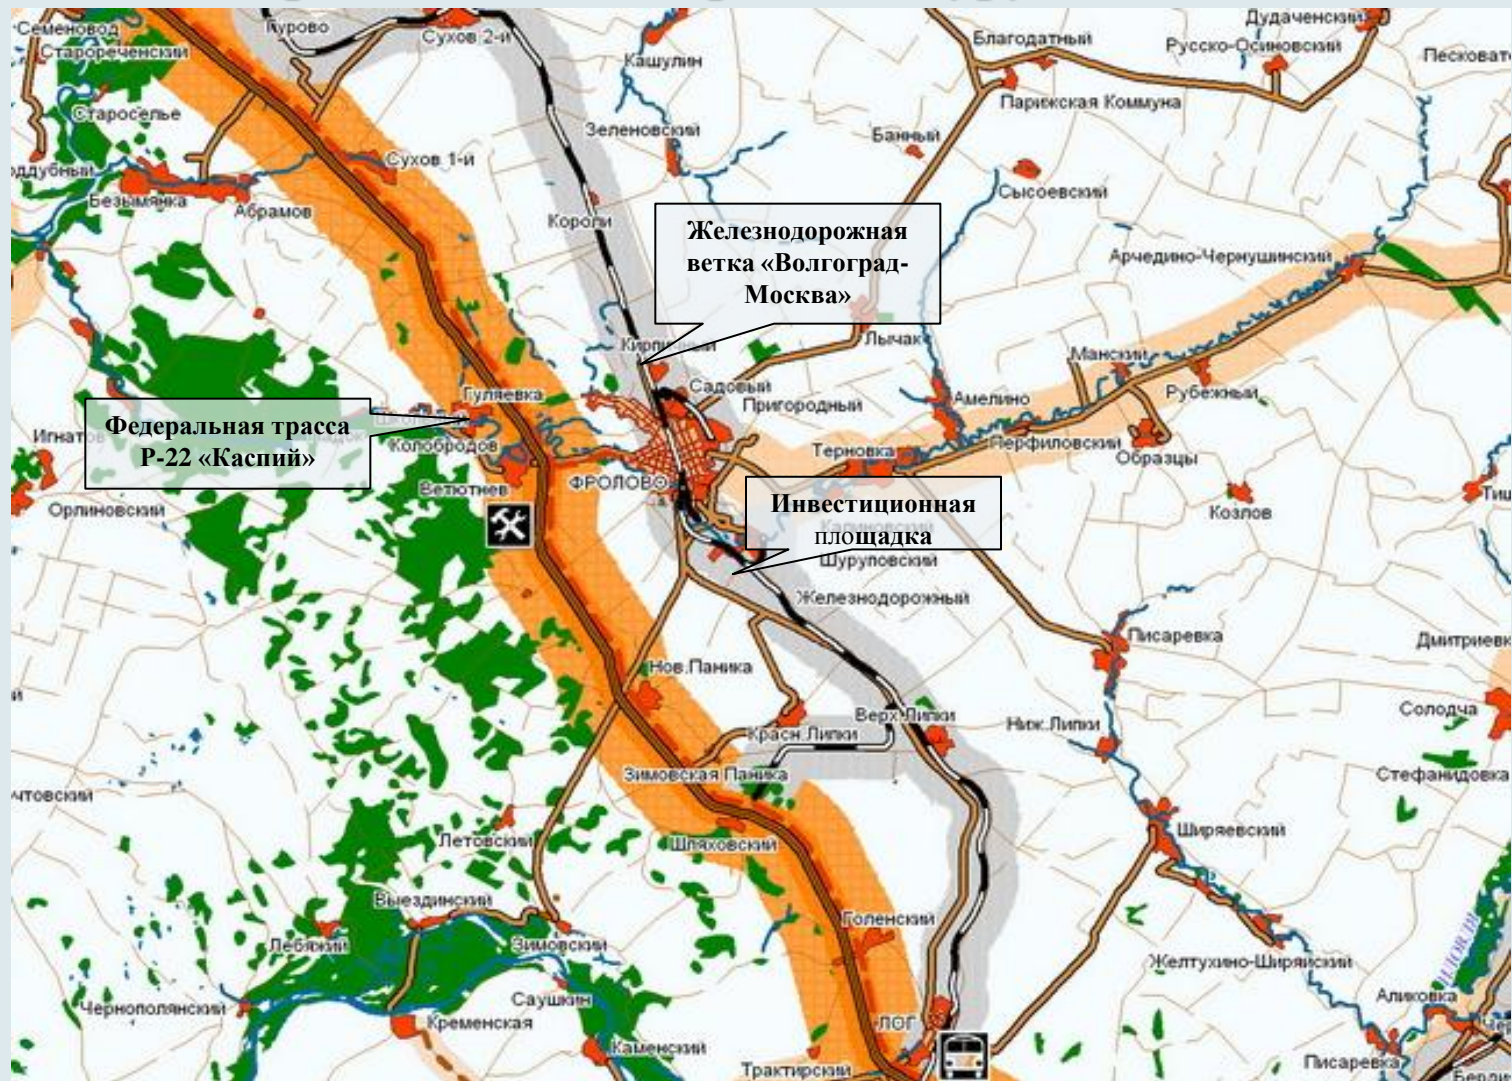 Семеновод
Курово
Сухов 2-й
Дудаченский
Благодатный
Русско-Осиновский
Старореченский
Кашулин
Парижская Коммуна
Староселье
Зеленовский
Банный
Сухов 1-й
Сысоевский
Безымянка
Абрамов
Короли
Железнодорожная
ветка «Волгоград-
Москва»
Арчедино-Чернушинский
Кирпичный
Лычак
Манский
Садовый
Рубежный
Гуляевка
Пригородный
Амелино
Федеральная трасса
Р-22 «Каспий»
Колобродов
Терновка
Перфиловский
Образцы
Ветютнев
ФРОЛОВО
Орлиновский
Инвестиционная
площадка
Козлов
Шуруповский
Железнодорожный
Писаревка
Нов.Паника
Солодча
Верх.Липки
Ниж.Липки
Красн.Липки
Зимовская Паника
Стефанидовка
Летовский
Шляховский
Ширяевский
Выездинский
Голенский
Лебяжий
Зимовский
Желтухино-Ширяйский
Саушкин
Аликовка
Чернополянский
Кременская
ЛОГ
Каменский
Трактирский
Писаревка